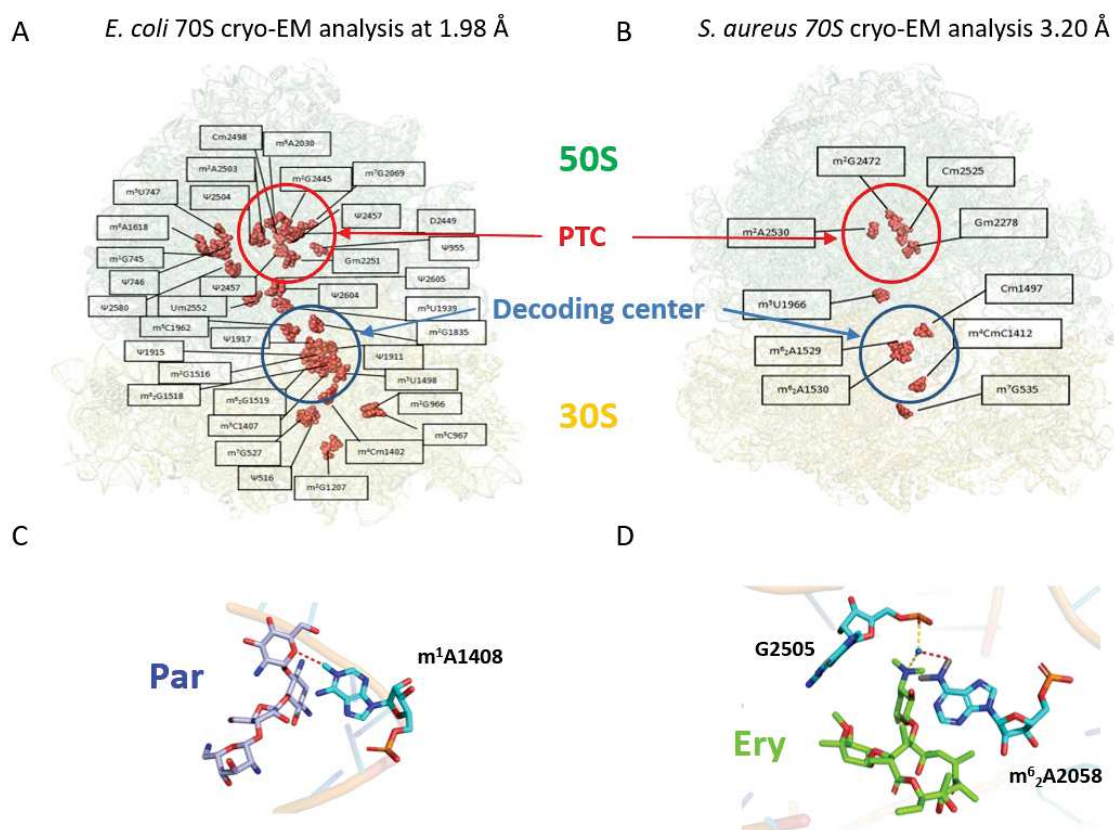 A
E. coli 70S cryo-EM analysis at 1.98 Å
B
S. aureus 70S cryo-EM analysis 3.20 Å
Cm2498
m⁶A2030
m²A2503
m²G2445
m⁷G2069
m⁵U747
Ψ2504
Ψ2457
D2449
m⁶A1618
Ψ955
m¹G745
Gm2251
Ψ746
Ψ2457
Ψ2605
Ψ2580
Um2552
Ψ2604
m⁵U1939
m⁵C1962
Ψ1917
m²G1835
Ψ1915
Ψ1911
m²G1516
m³U1498
m⁶₂G1518
m⁶₂G1519
m²G966
m⁵C1407
m⁵C967
m⁷G527
m⁴Cm1402
Ψ516
m²G1207
50S
PTC
Decoding center
30S
m²G2472
Cm2525
m²A2530
Gm2278
m⁵U1966
Cm1497
m⁶₂A1529
m⁴CmC1412
m⁶₂A1530
m⁷G535
C
Par
m¹A1408
D
G2505
Ery
m⁶₂A2058